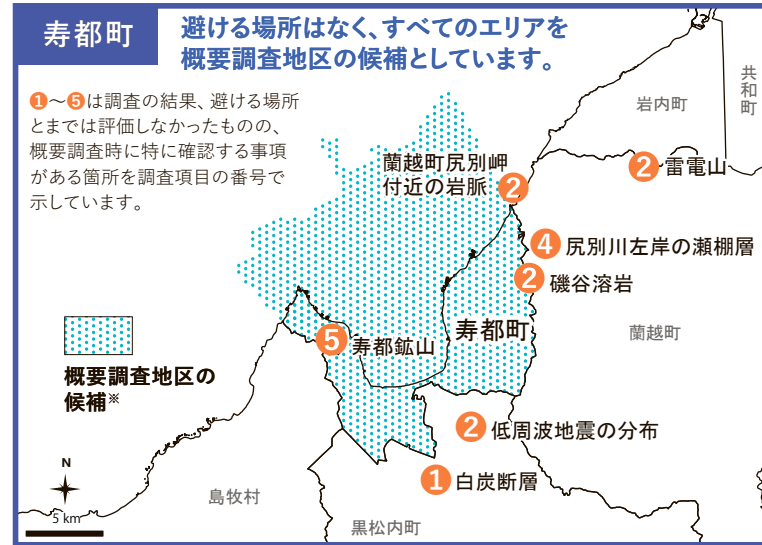 寿都町
避ける場所はなく、すべてのエリアを
概要調査地区の候補としています。
❶～❺は調査の結果、避ける場所
とまでは評価しなかったものの、
概要調査時に特に確認する事項
がある箇所を調査項目の番号で
示しています。
共和町
岩内町
蘭越町尻別岬
付近の岩脈
2
2 雷電山
4 尻別川左岸の瀬棚層
2 磯谷溶岩
蘭越町
寿都町
5 寿都鉱山
概要調査地区の
候補※
2 低周波地震の分布
1 白炭断層
N
5 km
島牧村
黒松内町